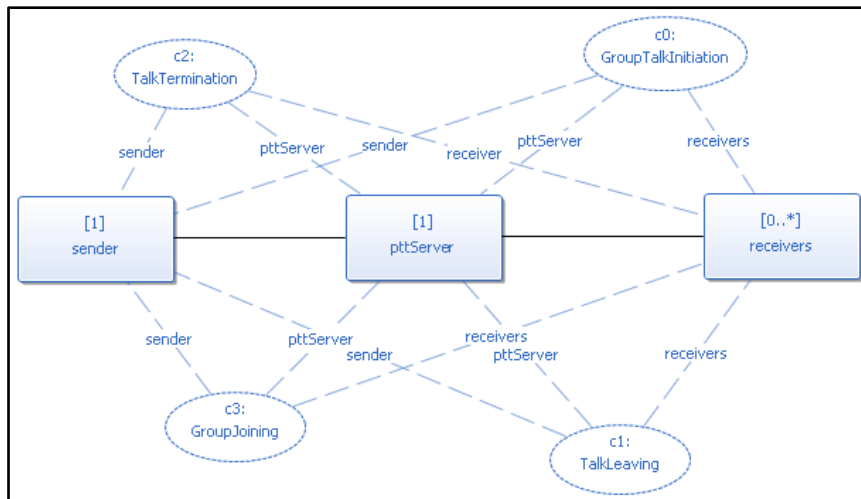 c2:
TalkTermination
c0:
GroupTalkInitiation
sender
pttServer
sender
receiver
pttServer
receivers
[1]
sender
[1]
pttServer
[0..*]
receivers
sender
pttServer
sender
receivers
pttServer
receivers
c3:
GroupJoining
c1:
TalkLeaving